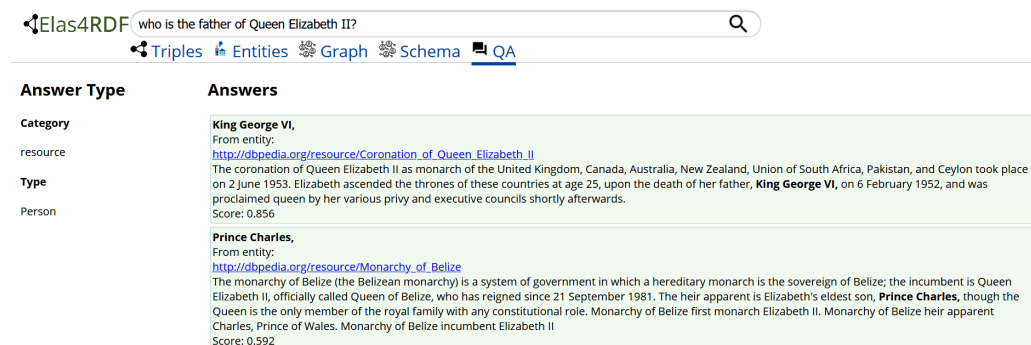 Elas4RDF
who is the father of Queen Elizabeth II?
Triples Entities Graph Schema QA
Answer Type
Category
resource
Type
Person
Answers
King George VI,
From entity:
http://dbpedia.org/resource/Coronation_of_Queen_Elizabeth_II
The coronation of Queen Elizabeth II as monarch of the United Kingdom, Canada, Australia, New Zealand, Union of South Africa, Pakistan, and Ceylon took place
on 2 June 1953. Elizabeth ascended the thrones of these countries at age 25, upon the death of her father, King George VI, on 6 February 1952, and was
proclaimed queen by her various privy and executive councils shortly afterwards.
Score: 0.856
Prince Charles,
From entity:
http://dbpedia.org/resource/Monarchy_of_Belize
The monarchy of Belize (the Belizean monarchy) is a system of government in which a hereditary monarch is the sovereign of Belize; the incumbent is Queen
Elizabeth II, officially called Queen of Belize, who has reigned since 21 September 1981. The heir apparent is Elizabeth's eldest son, Prince Charles, though the
Queen is the only member of the royal family with any constitutional role. Monarchy of Belize first monarch Elizabeth II. Monarchy of Belize heir apparent
Charles, Prince of Wales. Monarchy of Belize incumbent Elizabeth II
Score: 0.592